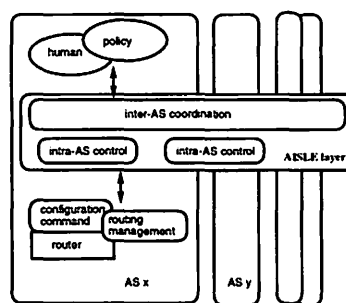 policy
human
inter-AS coordination
intra-AS control
intra-AS control
AISLE layer
configuration
command
routing
management
router
AS x
AS y